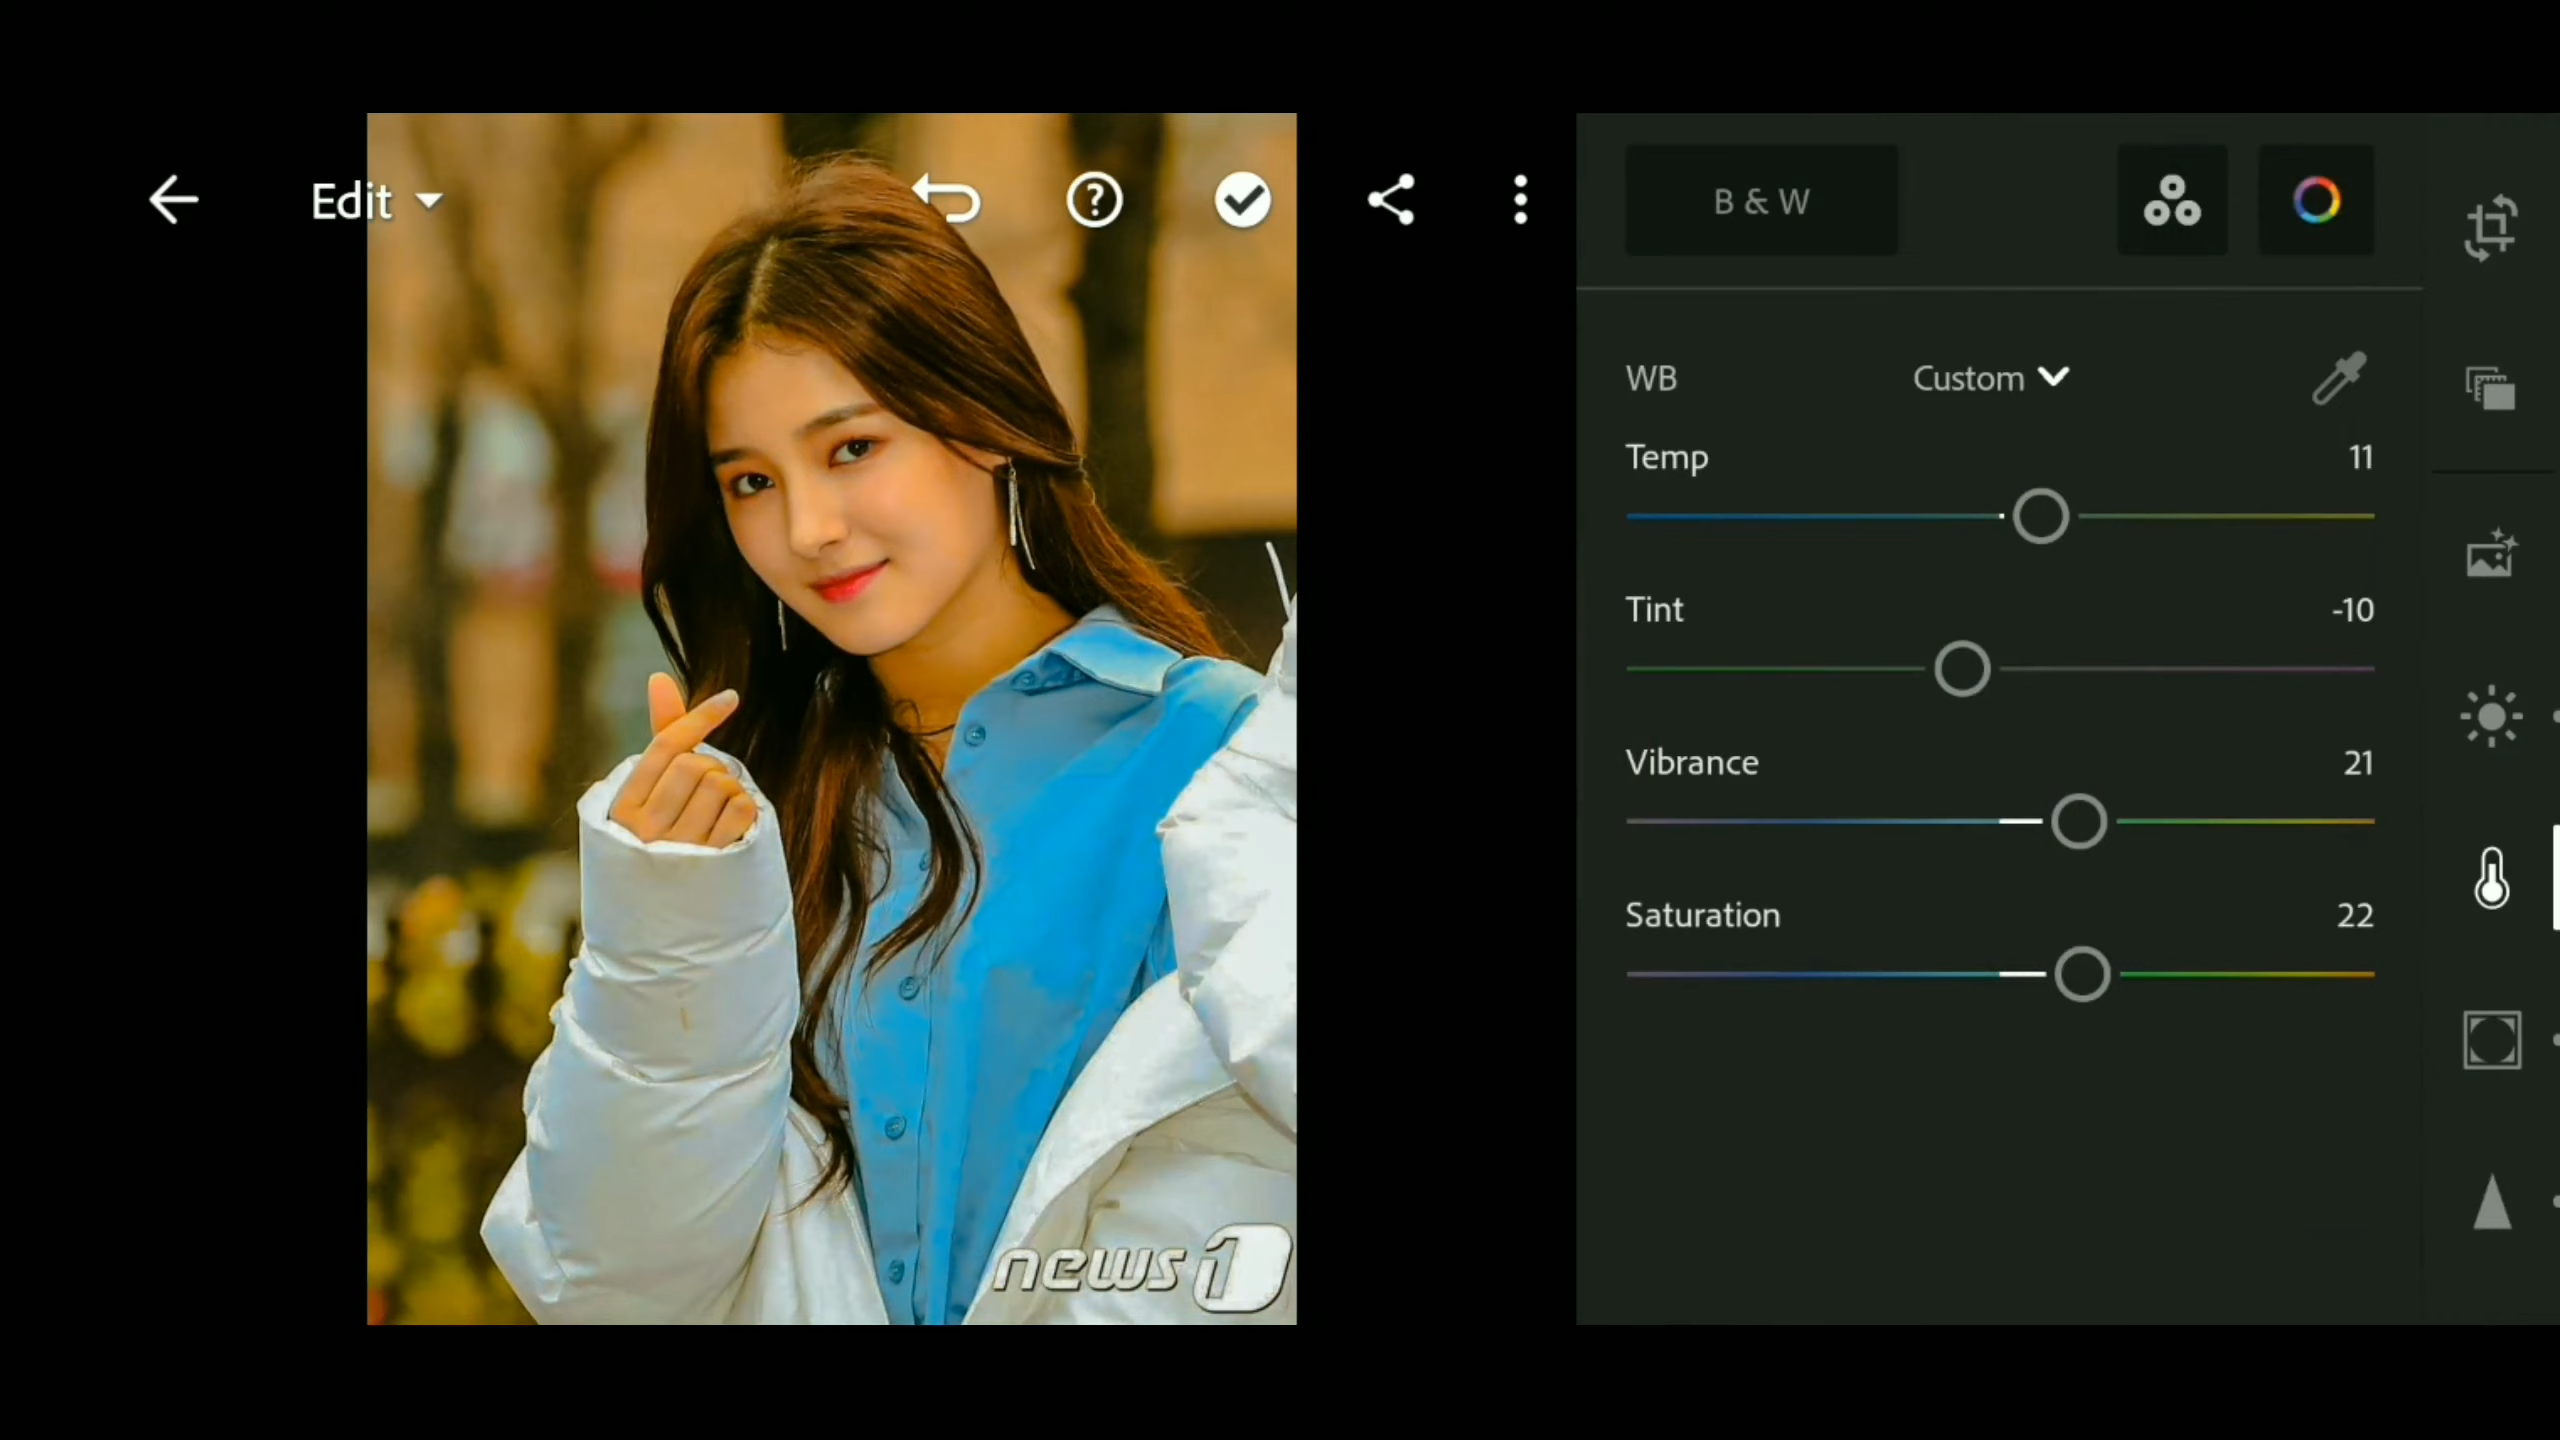 Edit
B & W
WB Custom
Temp 11
Tint -10
Vibrance 21
Saturation 22
news1